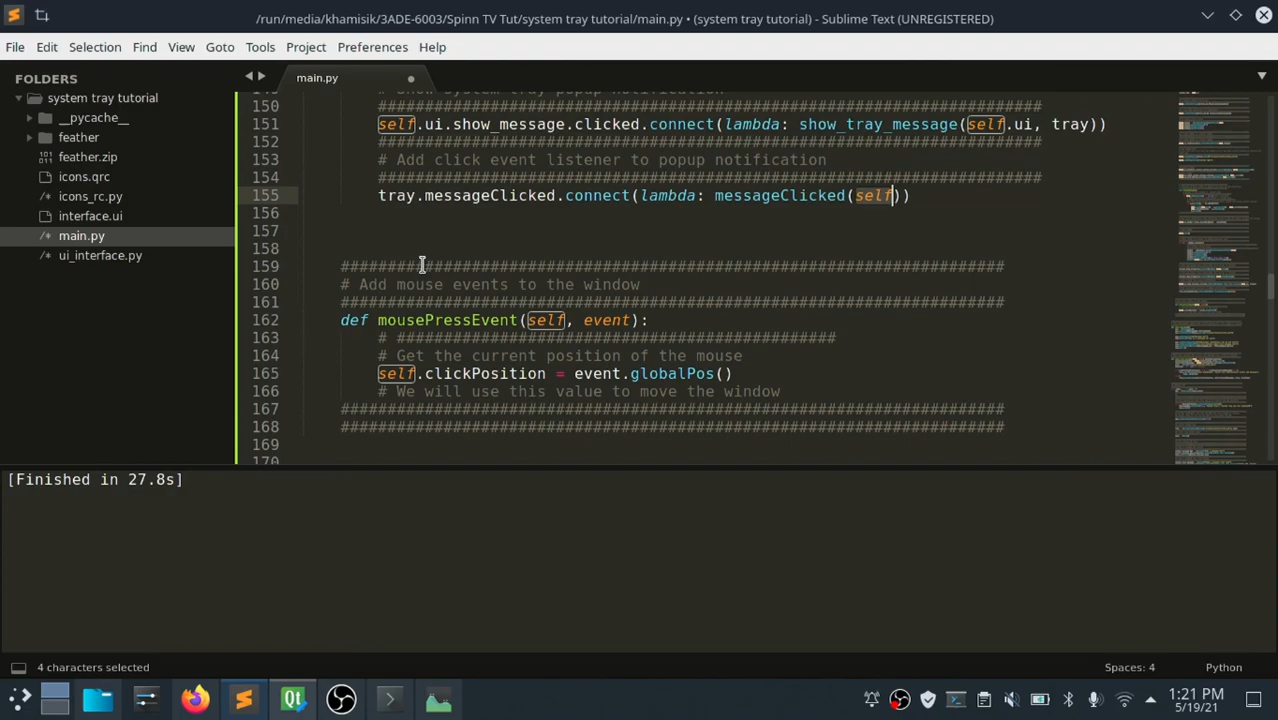 /run/media/khamisik/3ADE-6003/Spinn TV Tut/system tray tutorial/main.py • (system tray tutorial) - Sublime Text (UNREGISTERED)
File Edit Selection Find View Goto Tools Project Preferences Help
FOLDERS
system tray tutorial
__pycache__
feather
feather.zip
icons.qrc
/* icons_rc.py
interface.ui
/* main.py
/* ui_interface.py
main.py
# Show system tray popup notification
150 #######################################################################
151 self.ui.show_message.clicked.connect(lambda: show_tray_message(self.ui, tray))
152 #######################################################################
153 # Add click event listener to popup notification
154 #######################################################################
155 tray.messageClicked.connect(lambda: messageClicked(self))
156
157
158
159 #######################################################################
160 # Add mouse events to the window
161 #######################################################################
162 def mousePressEvent(self, event):
163 # ###############################################
164 # Get the current position of the mouse
165 self.clickPosition = event.globalPos()
166 # We will use this value to move the window
167 #######################################################################
168 #######################################################################
169
170
[Finished in 27.8s]
4 characters selected
Spaces: 4
Python
1:21 PM
5/19/21